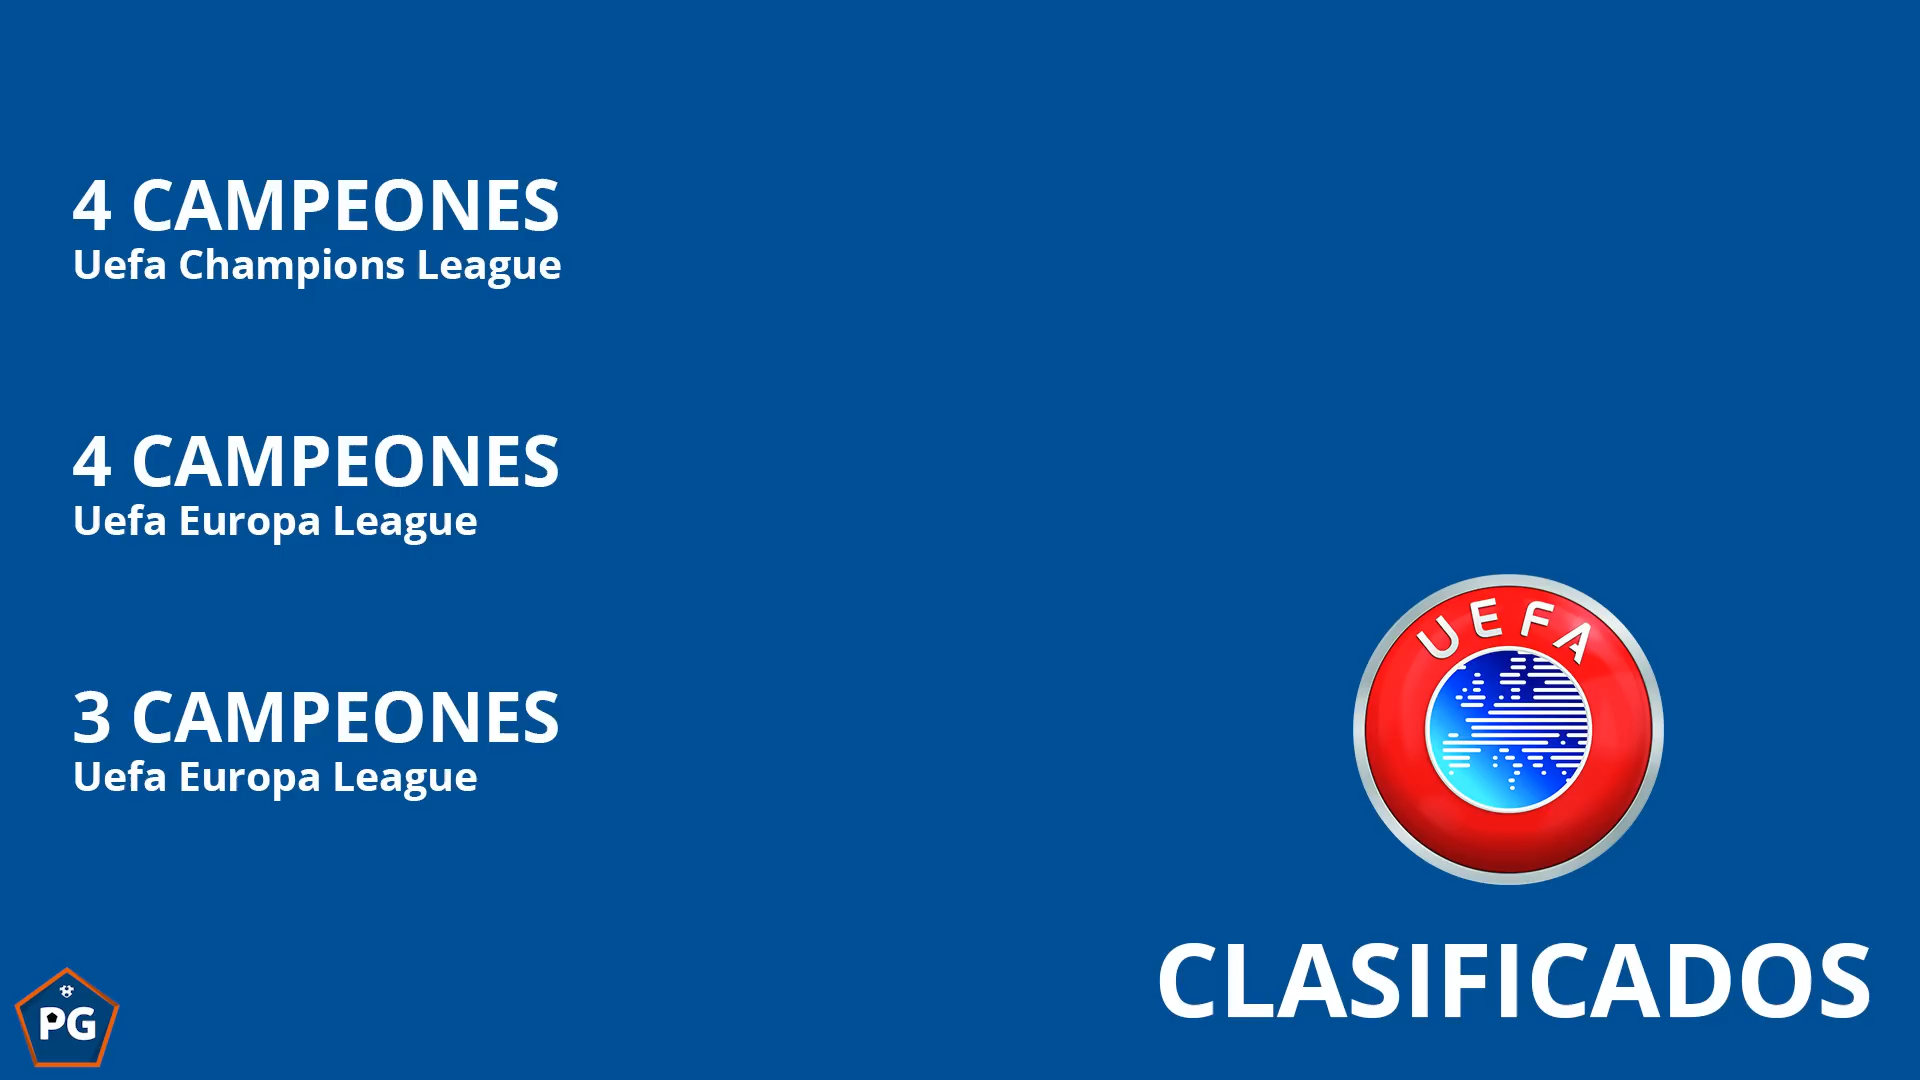 4 CAMPEONES
Uefa Champions League
4 CAMPEONES
Uefa Europa League
3 CAMPEONES
Uefa Europa League
UEFA
CLASIFICADOS
PG